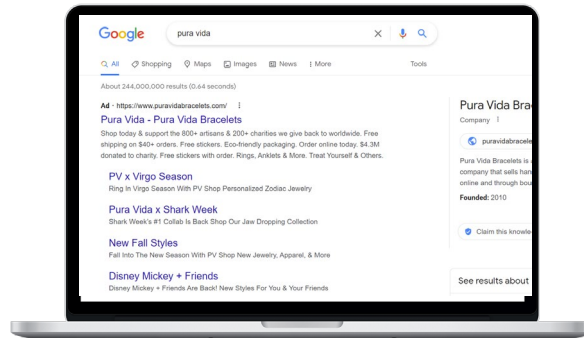 Google
pura vida
All Shopping Maps Images News More Tools
About 244,000,000 results (0.64 seconds)
Ad · https://www.puravidabracelets.com/
Pura Vida - Pura Vida Bracelets
Shop today & support the 800+ artisans & 200+ charities we give back to worldwide. Free
shipping on $40+ orders. Free stickers. Eco-friendly packaging. Order online today. $4.3M
donated to charity. Free stickers with order. Rings, Anklets & More. Treat Yourself & Others.
PV x Virgo Season
Ring In Virgo Season With PV Shop Personalized Zodiac Jewelry
Pura Vida x Shark Week
Shark Week's #1 Collab Is Back Shop Our Jaw Dropping Collection
New Fall Styles
Fall Into The New Season With PV Shop New Jewelry, Apparel, & More
Disney Mickey + Friends
Disney Mickey + Friends Are Back! New Styles For You & Your Friends
Pura Vida Bra
Company
puravidabracele
Pura Vida Bracelets is
company that sells han
online and through bou
Founded: 2010
Claim this knowle
See results about